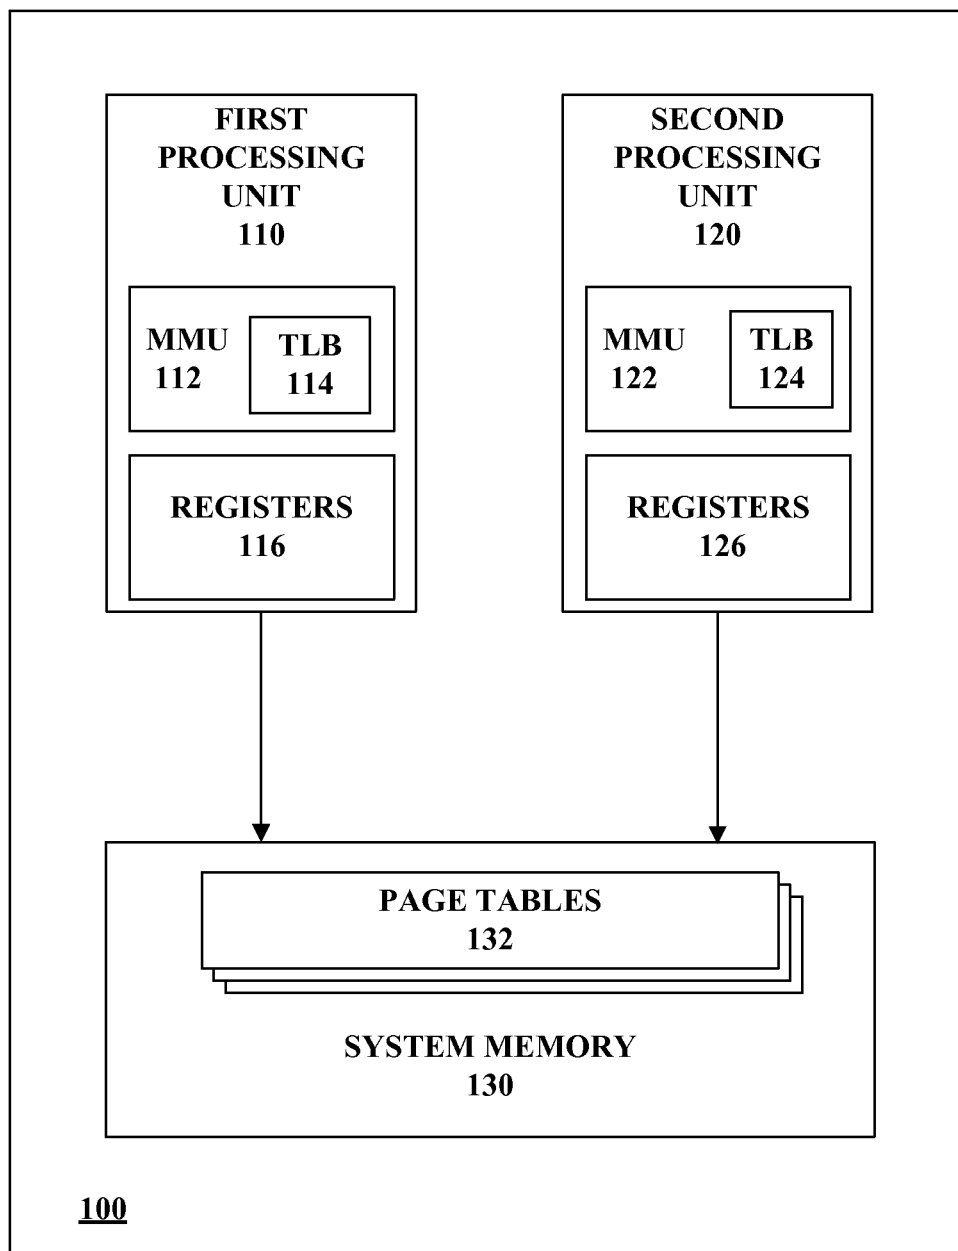 FIRST
PROCESSING
UNIT
110
MMU
112
TLB
114
REGISTERS
116
SECOND
PROCESSING
UNIT
120
MMU
122
TLB
124
REGISTERS
126
PAGE TABLES
132
SYSTEM MEMORY
130
100